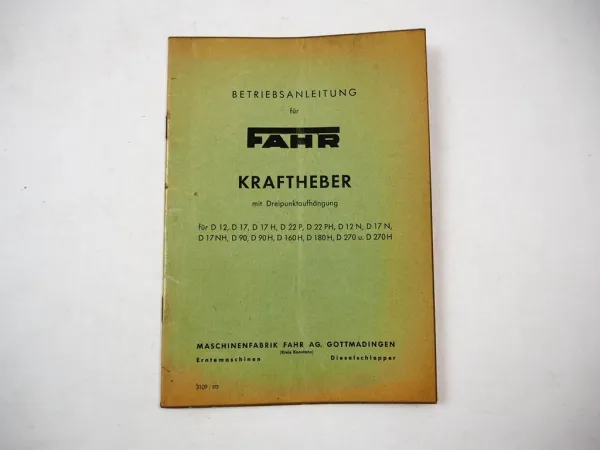 BETRIEBSANLEITUNG
für
FAHR
KRAFTHEBER
mit Dreipunktaufhängung
für D 12, D 17, D 17 H, D 22 P, D 22 PH, D 12 N, D 17 N,
D 17 NH, D 90, D 90 H, D 160 H, D 180 H, D 270 u. D 270 H
MASCHINENFABRIK FAHR AG. GOTTMADINGEN
(Kreis Konstanz)
Erntemaschinen Dieselschlepper